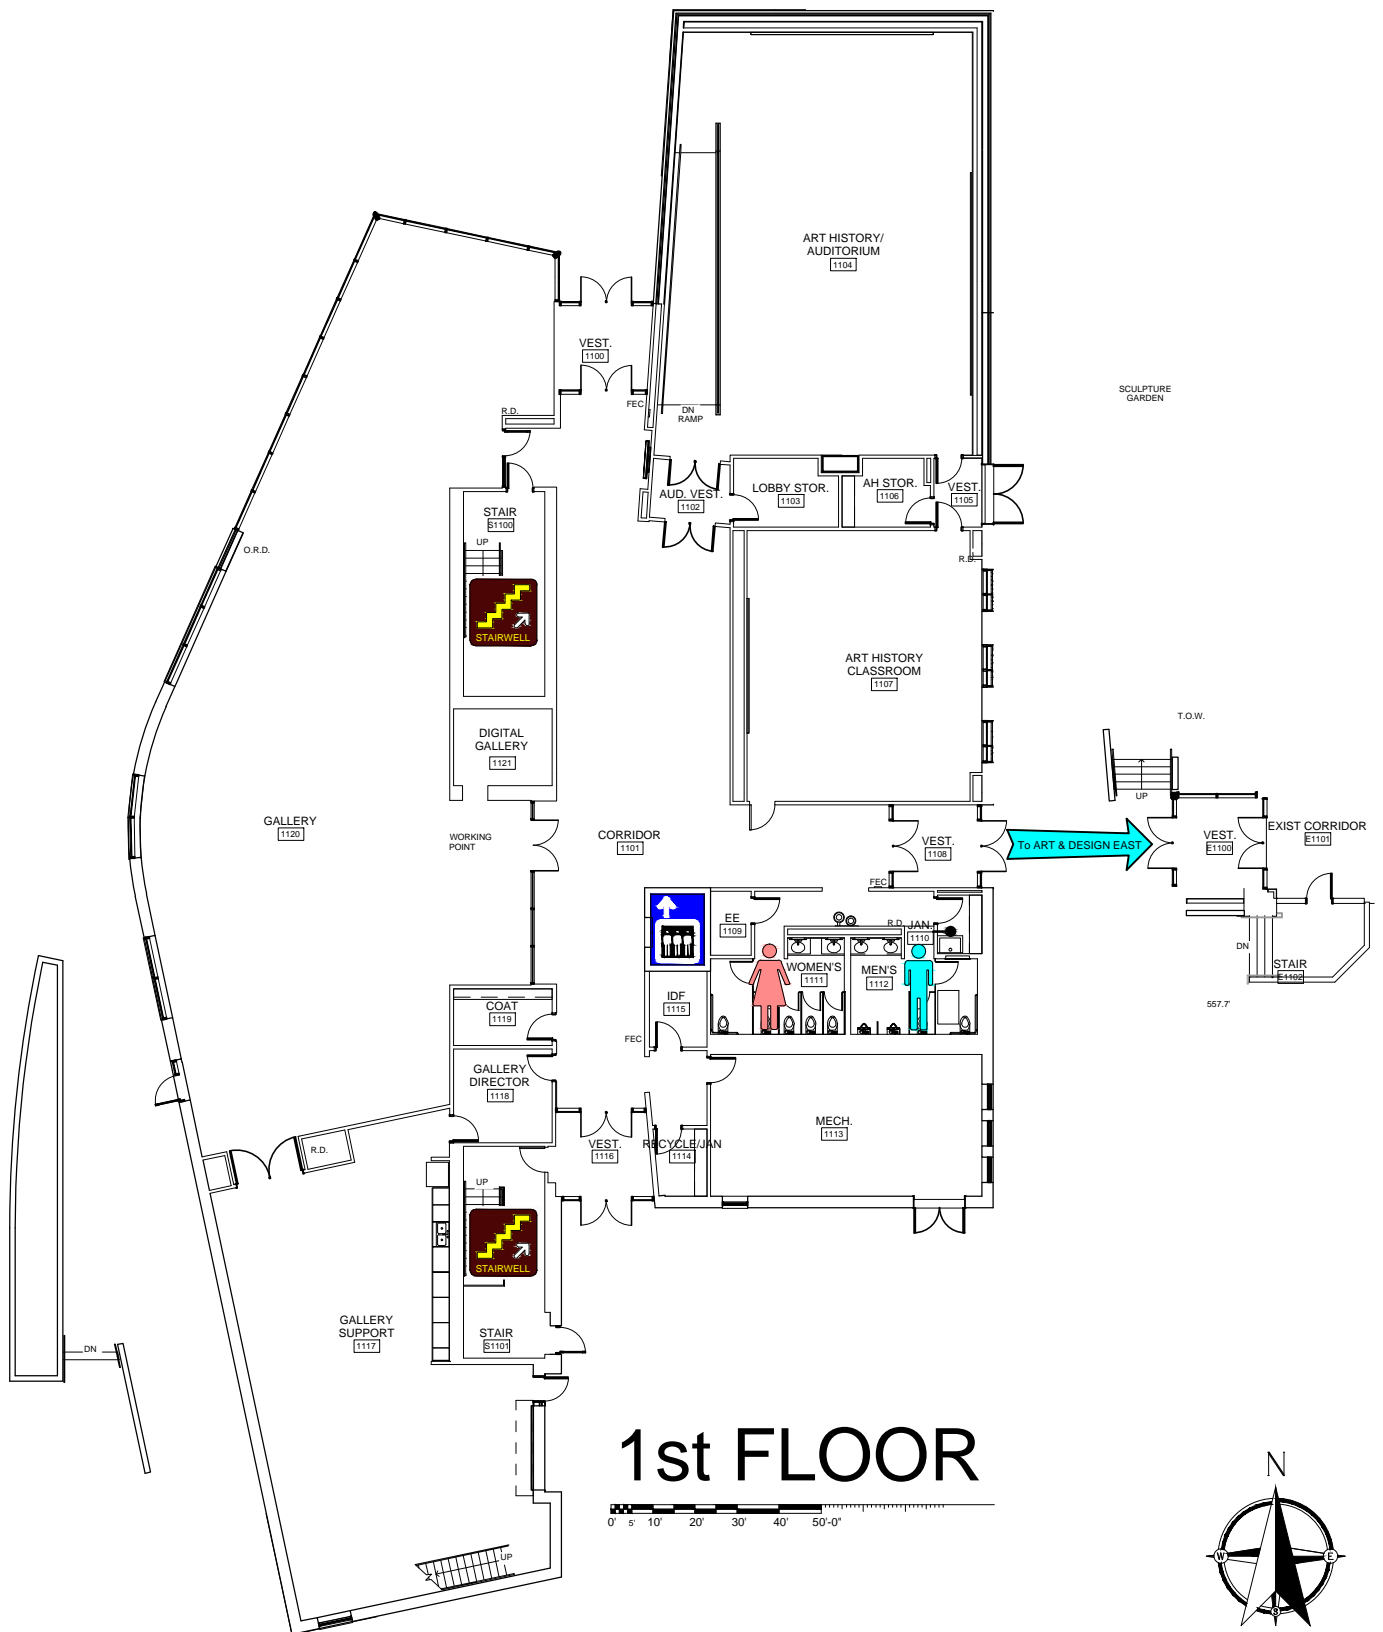 ART HISTORY/
AUDITORIUM
1104
VEST.
1100
SCULPTURE
GARDEN
FEC
R.D.
DN
RAMP
AUD. VEST.
1102
LOBBY STOR.
1103
AH STOR.
1106
VEST.
1105
STAIR
S1100
UP
STAIRWELL
O.R.D.
R.D.
ART HISTORY
CLASSROOM
1107
T.O.W.
UP
DIGITAL
GALLERY
1121
GALLERY
1120
WORKING
POINT
CORRIDOR
1101
VEST.
1108
To ART & DESIGN EAST
VEST.
E1100
EXIST CORRIDOR
E1101
FEC
EE
1109
R.D.
JAN.
1110
WOMEN'S
1111
MEN'S
1112
DN
STAIR
E1102
557.7'
COAT
1119
IDF
1115
FEC
GALLERY
DIRECTOR
1118
MECH.
1113
VEST.
1116
RECYCLE/JAN
1114
R.D.
UP
STAIRWELL
GALLERY
SUPPORT
1117
STAIR
S1101
DN
UP
1st FLOOR
0' 5' 10' 20' 30' 40' 50'-0"
N
W
E
S